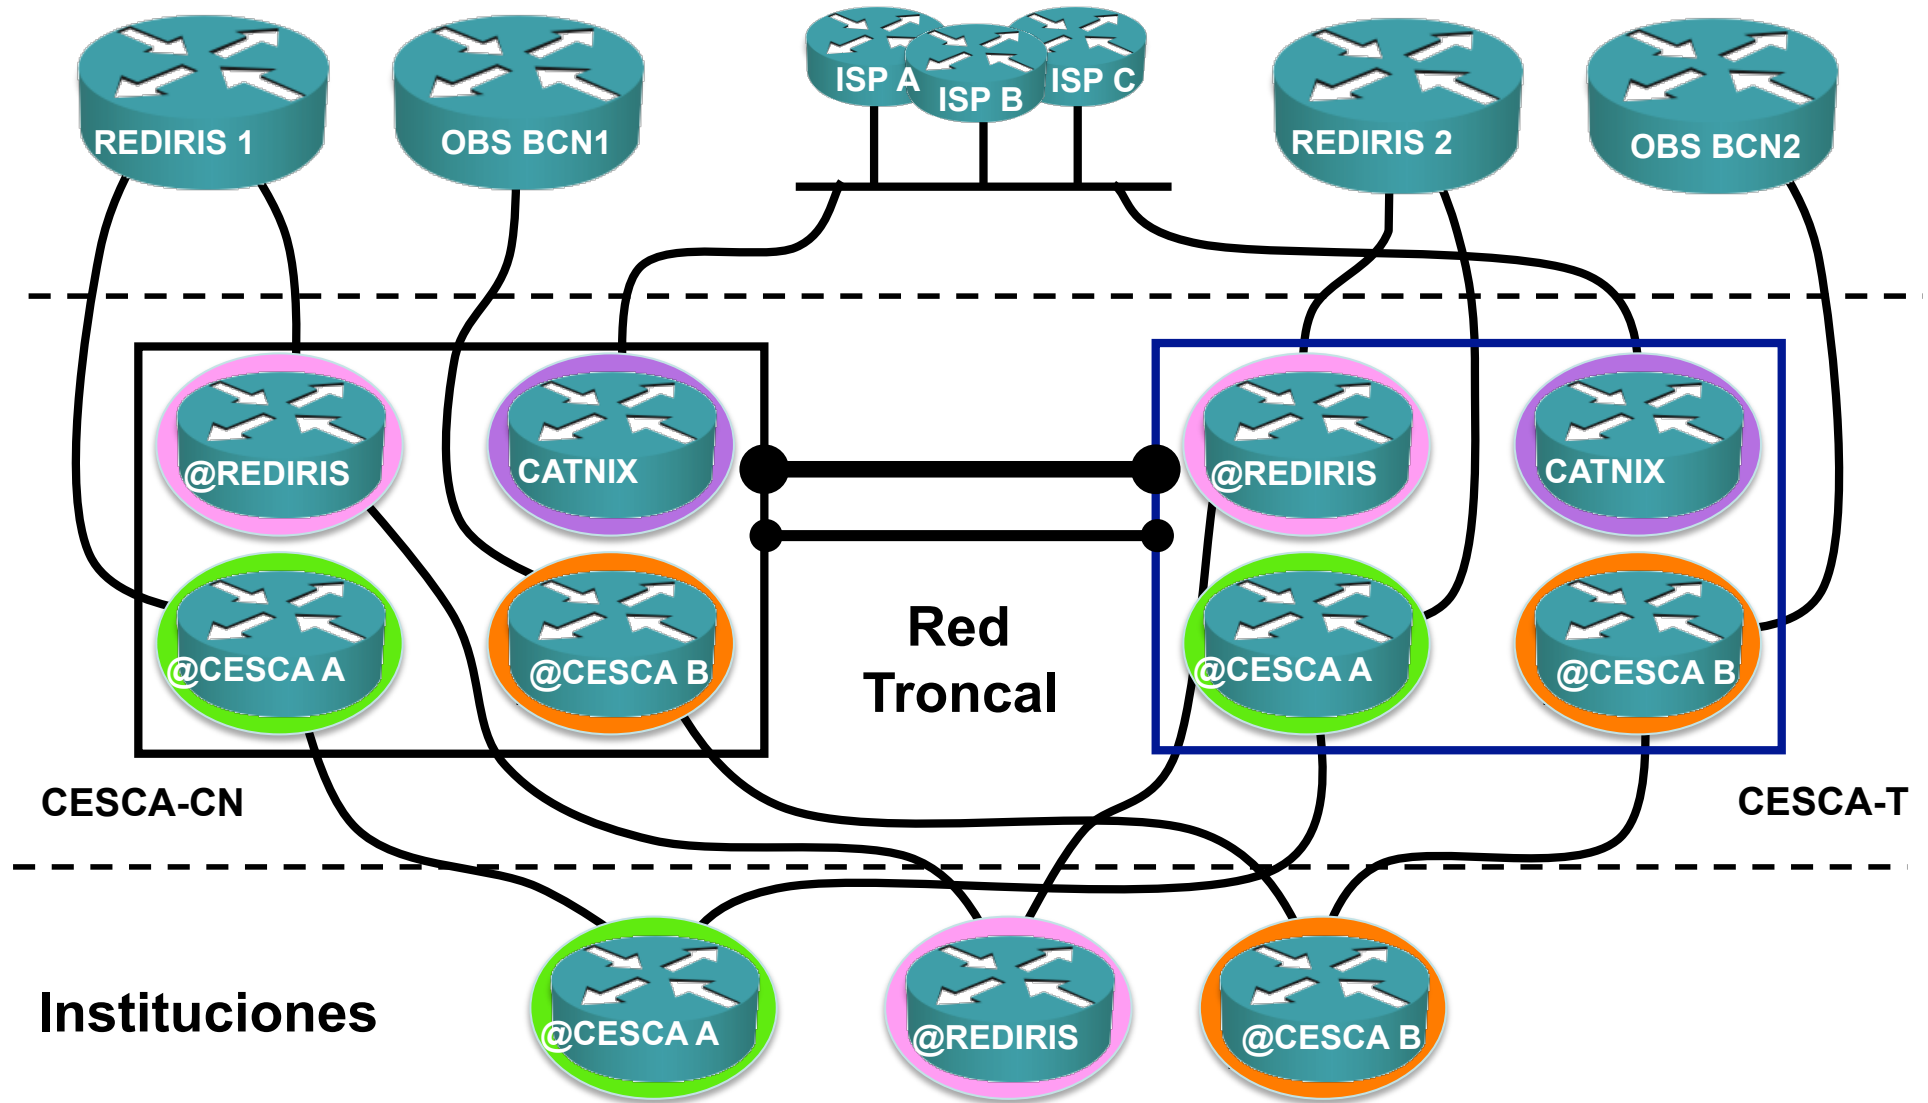 REDIRIS 1
OBS BCN1
ISP A
ISP B
ISP C
REDIRIS 2
OBS BCN2
@REDIRIS
CATNIX
@REDIRIS
CATNIX
@CESCA A
@CESCA B
Red
Troncal
@CESCA A
@CESCA B
CESCA-CN
CESCA-T
Instituciones
@CESCA A
@REDIRIS
@CESCA B